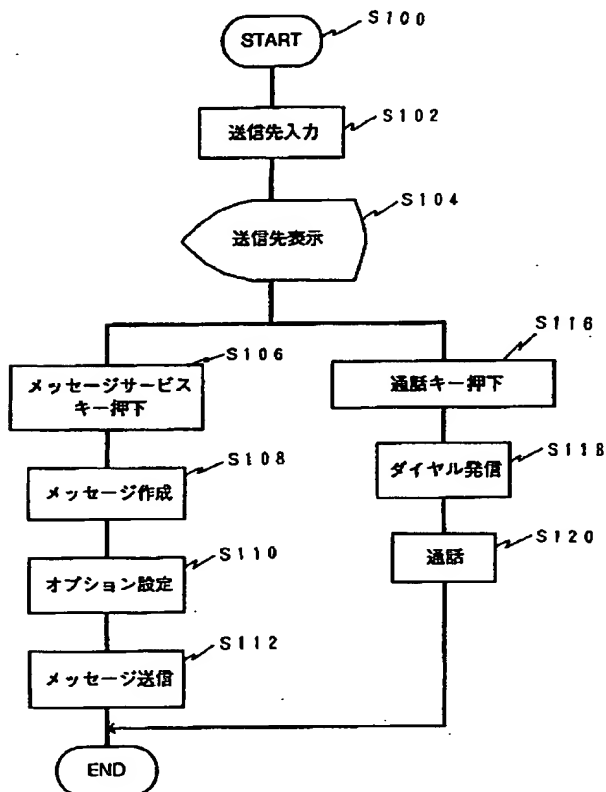 START
S100
送信先入力
S102
送信先表示
S104
メッセージサービス
キー押下
S106
メッセージ作成
S108
オプション設定
S110
メッセージ送信
S112
通話キー押下
S116
ダイヤル発信
S118
通話
S120
END